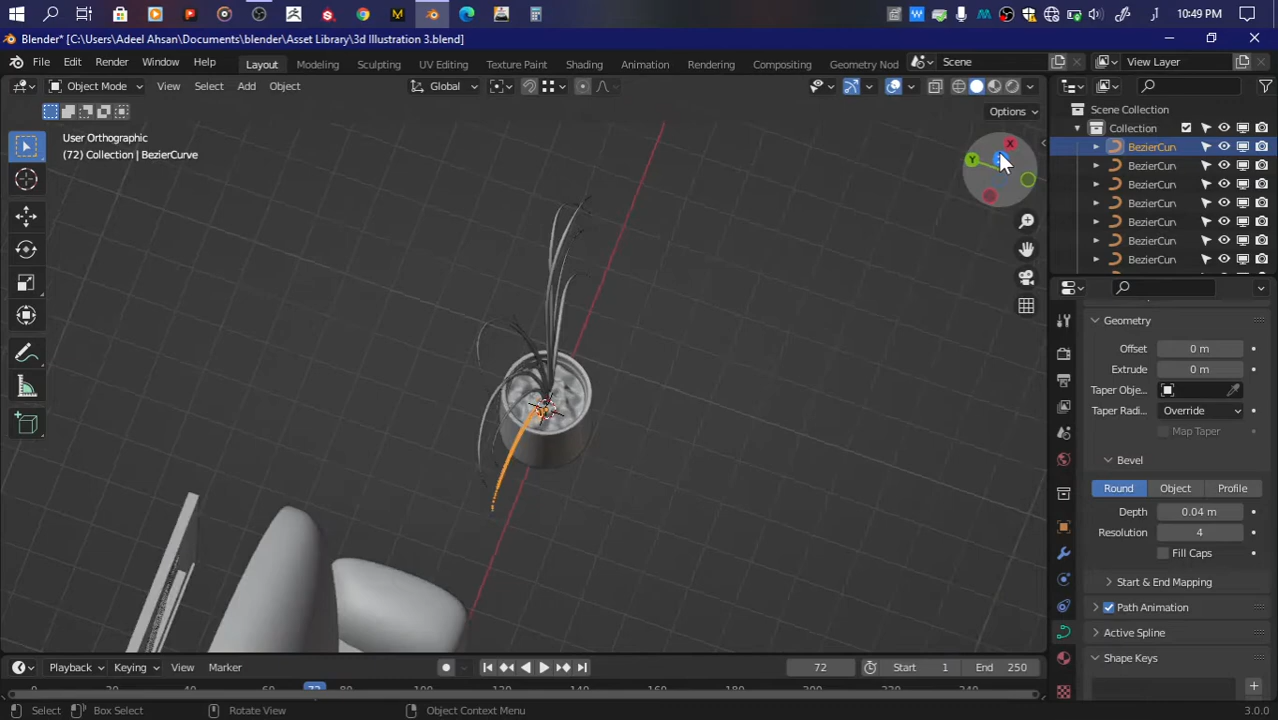 10:49 PM
Blender* [C:\Users\Adeel Ahsan\Documents\blender\Asset Library\3d Illustration 3.blend]
File Edit Render Window Help Layout Modeling Sculpting UV Editing Texture Paint Shading Animation Rendering Compositing Geometry Nod Scene View Layer
Object Mode View Select Add Object Global
Options
Scene Collection
Collection
BezierCurv
BezierCurv
BezierCurv
BezierCurv
BezierCurv
BezierCurv
BezierCurv
User Orthographic
(72) Collection | BezierCurve
X
Y
Geometry
Offset 0 m
Extrude 0 m
Taper Obje..
Taper Radi.. Override
Map Taper
Bevel
Round Object Profile
Depth 0.04 m
Resolution 4
Fill Caps
Start & End Mapping
Path Animation
Active Spline
Shape Keys
Playback Keying View Marker 72 Start 1 End 250
72
Select Box Select Rotate View Object Context Menu 3.0.0